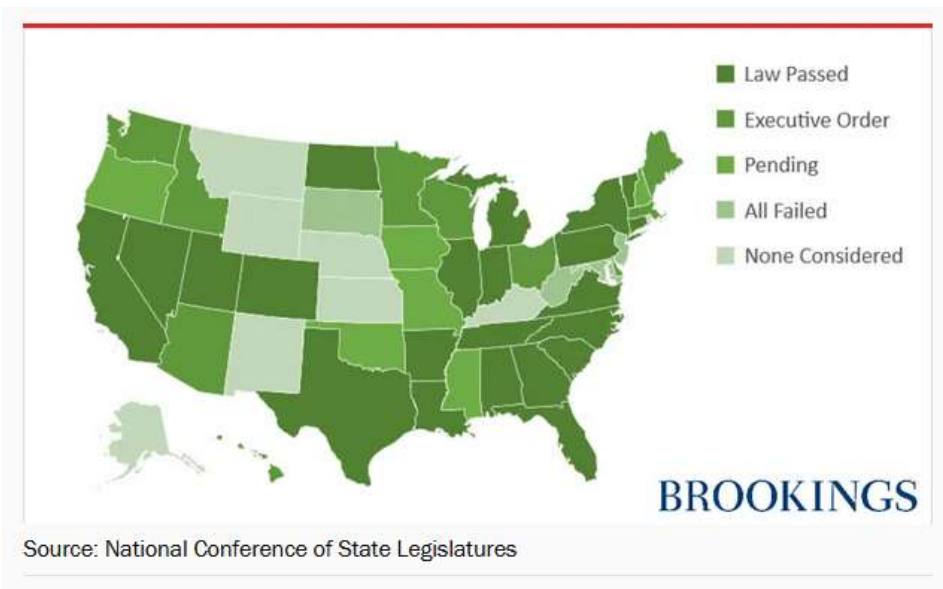 Law Passed
Executive Order
Pending
All Failed
None Considered
BROOKINGS
Source: National Conference of State Legislatures